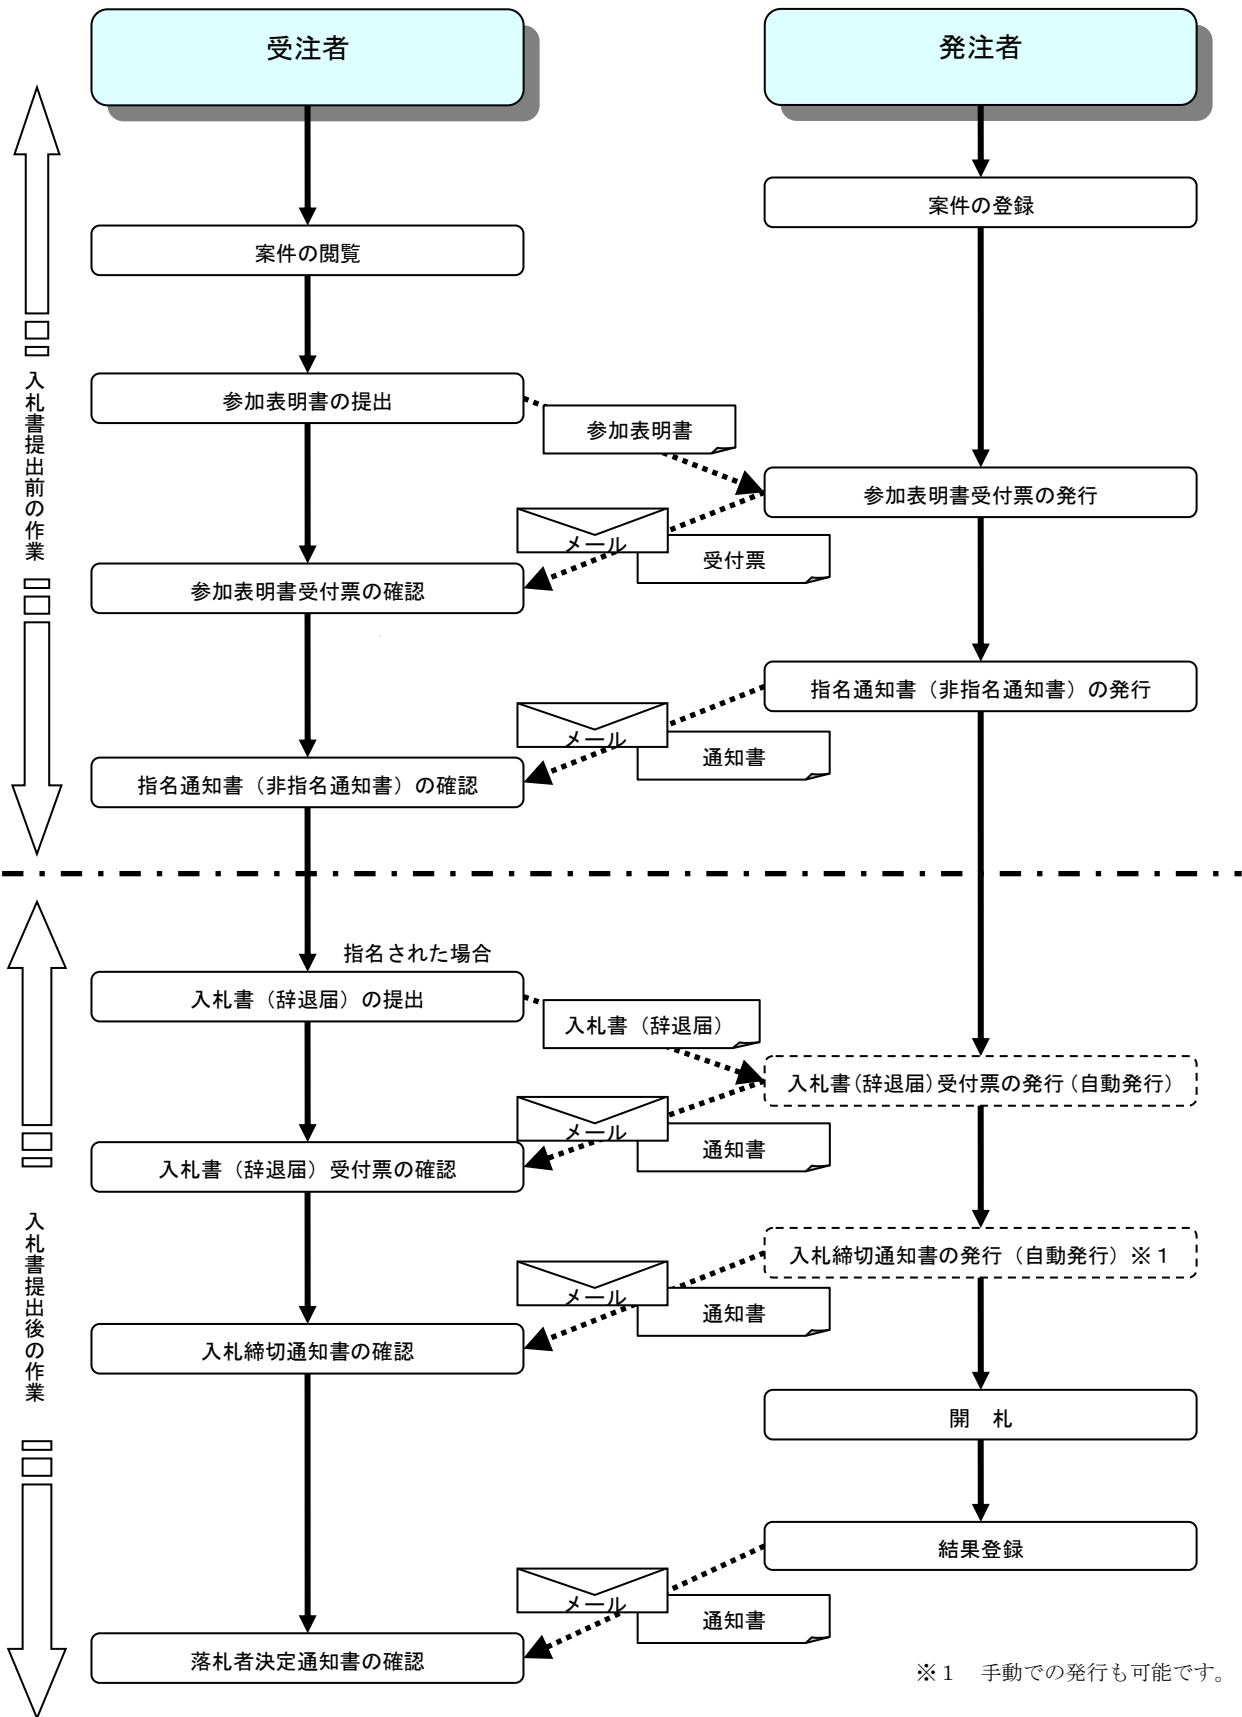 受注者
発注者
案件の登録
案件の閲覧
参加表明書の提出
参加表明書
参加表明書受付票の発行
メール
受付票
参加表明書受付票の確認
入札書提出前の作業
指名通知書（非指名通知書）の発行
メール
通知書
指名通知書（非指名通知書）の確認
指名された場合
入札書（辞退届）の提出
入札書（辞退届）
入札書(辞退届)受付票の発行(自動発行)
メール
通知書
入札書（辞退届）受付票の確認
入札書提出後の作業
入札締切通知書の発行（自動発行）※１
メール
通知書
入札締切通知書の確認
開　札
結果登録
メール
通知書
落札者決定通知書の確認
※１　手動での発行も可能です。